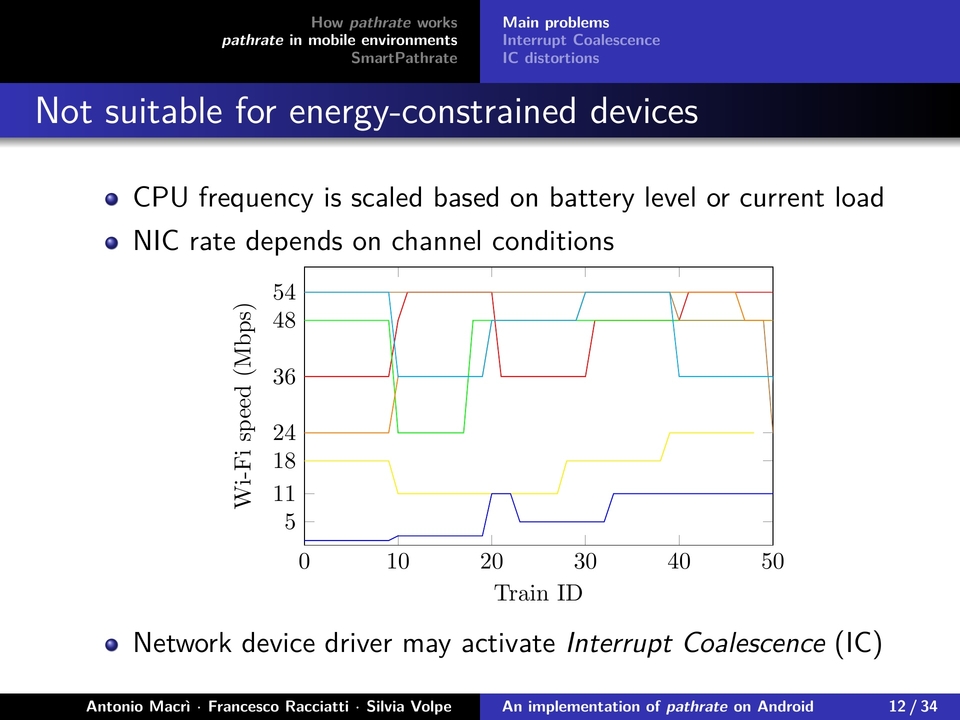 How pathrate works
pathrate in mobile environments
SmartPathrate
Main problems
Interrupt Coalescence
IC distortions
Not suitable for energy-constrained devices
CPU frequency is scaled based on battery level or current load
NIC rate depends on channel conditions
Wi-Fi speed (Mbps)
54
48
36
24
18
11
5
0 10 20 30 40 50
Train ID
Network device driver may activate Interrupt Coalescence (IC)
Antonio Macrì · Francesco Racciatti · Silvia Volpe An implementation of pathrate on Android 12 / 34